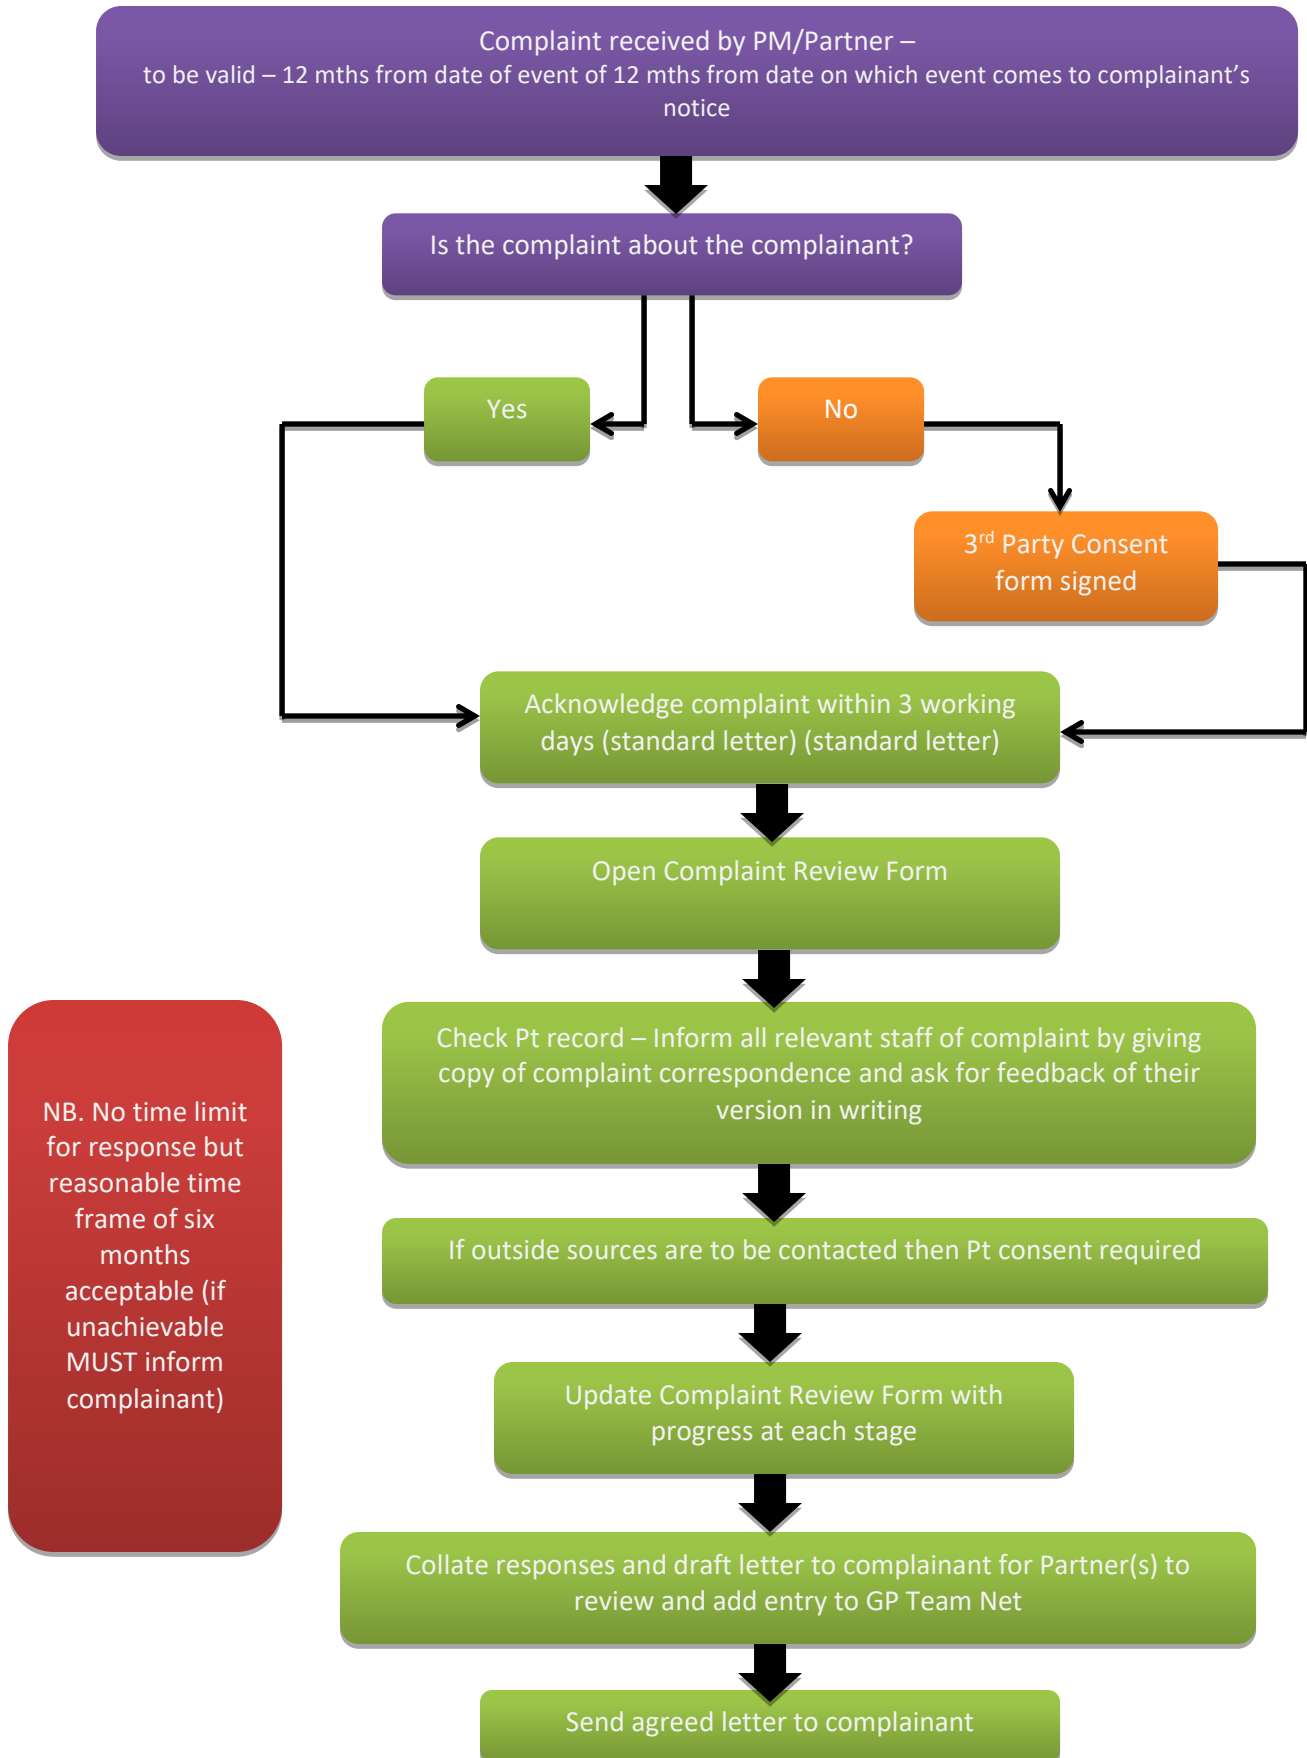 Complaint received by PM/Partner –
to be valid – 12 mths from date of event of 12 mths from date on which event comes to complainant’s
notice
Is the complaint about the complainant?
Yes
No
3rd Party Consent
form signed
Acknowledge complaint within 3 working
days (standard letter) (standard letter)
Open Complaint Review Form
Check Pt record – Inform all relevant staff of complaint by giving
copy of complaint correspondence and ask for feedback of their
version in writing
NB. No time limit
for response but
reasonable time
frame of six
months
acceptable (if
unachievable
MUST inform
complainant)
If outside sources are to be contacted then Pt consent required
Update Complaint Review Form with
progress at each stage
Collate responses and draft letter to complainant for Partner(s) to
review and add entry to GP Team Net
Send agreed letter to complainant